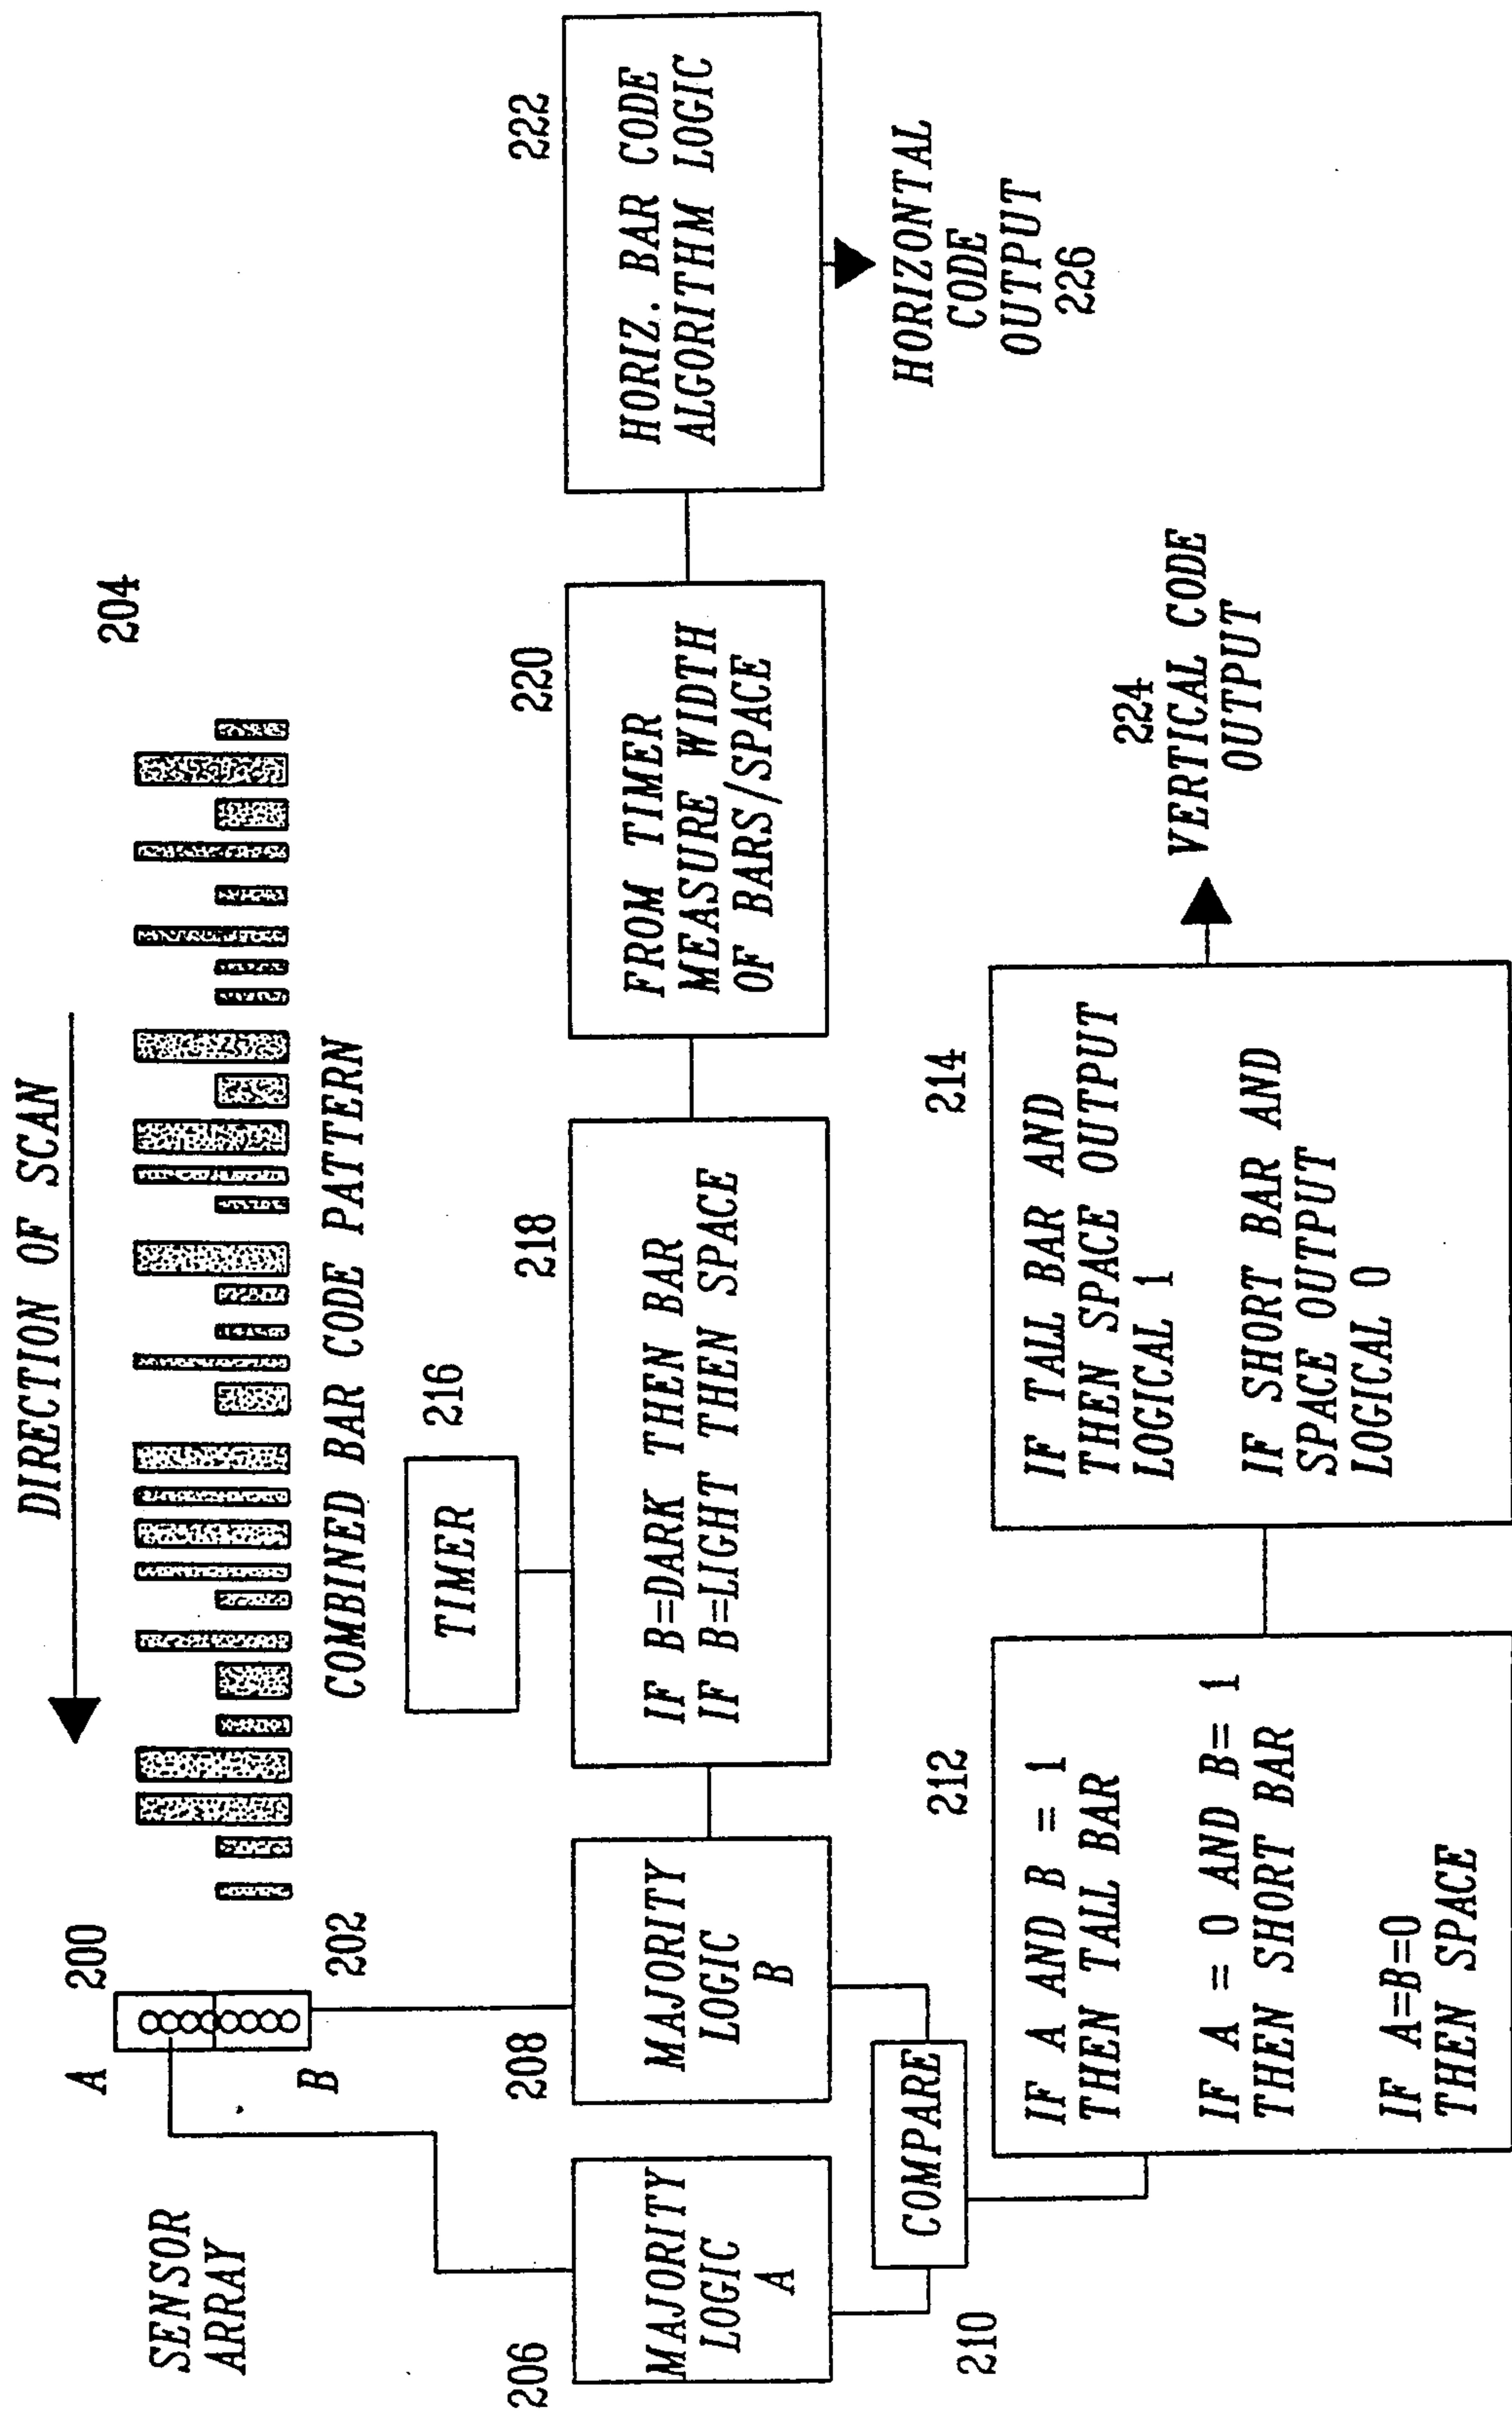 DIRECTION OF SCAN
204
200
A
SENSOR
ARRAY
B
202
COMBINED BAR CODE PATTERN
TIMER
216
206
MAJORITY
LOGIC
A
208
MAJORITY
LOGIC
B
218
IF B=DARK THEN BAR
IF B=LIGHT THEN SPACE
220
FROM TIMER
MEASURE WIDTH
OF BARS/SPACE
222
HORIZ. BAR CODE
ALGORITHM LOGIC
HORIZONTAL
CODE
OUTPUT
226
210
COMPARE
212
IF A AND B = 1
THEN TALL BAR
IF A = 0 AND B= 1
THEN SHORT BAR
IF A=B=0
THEN SPACE
214
IF TALL BAR AND
THEN SPACE OUTPUT
LOGICAL 1
IF SHORT BAR AND
SPACE OUTPUT
LOGICAL 0
224
VERTICAL CODE
OUTPUT